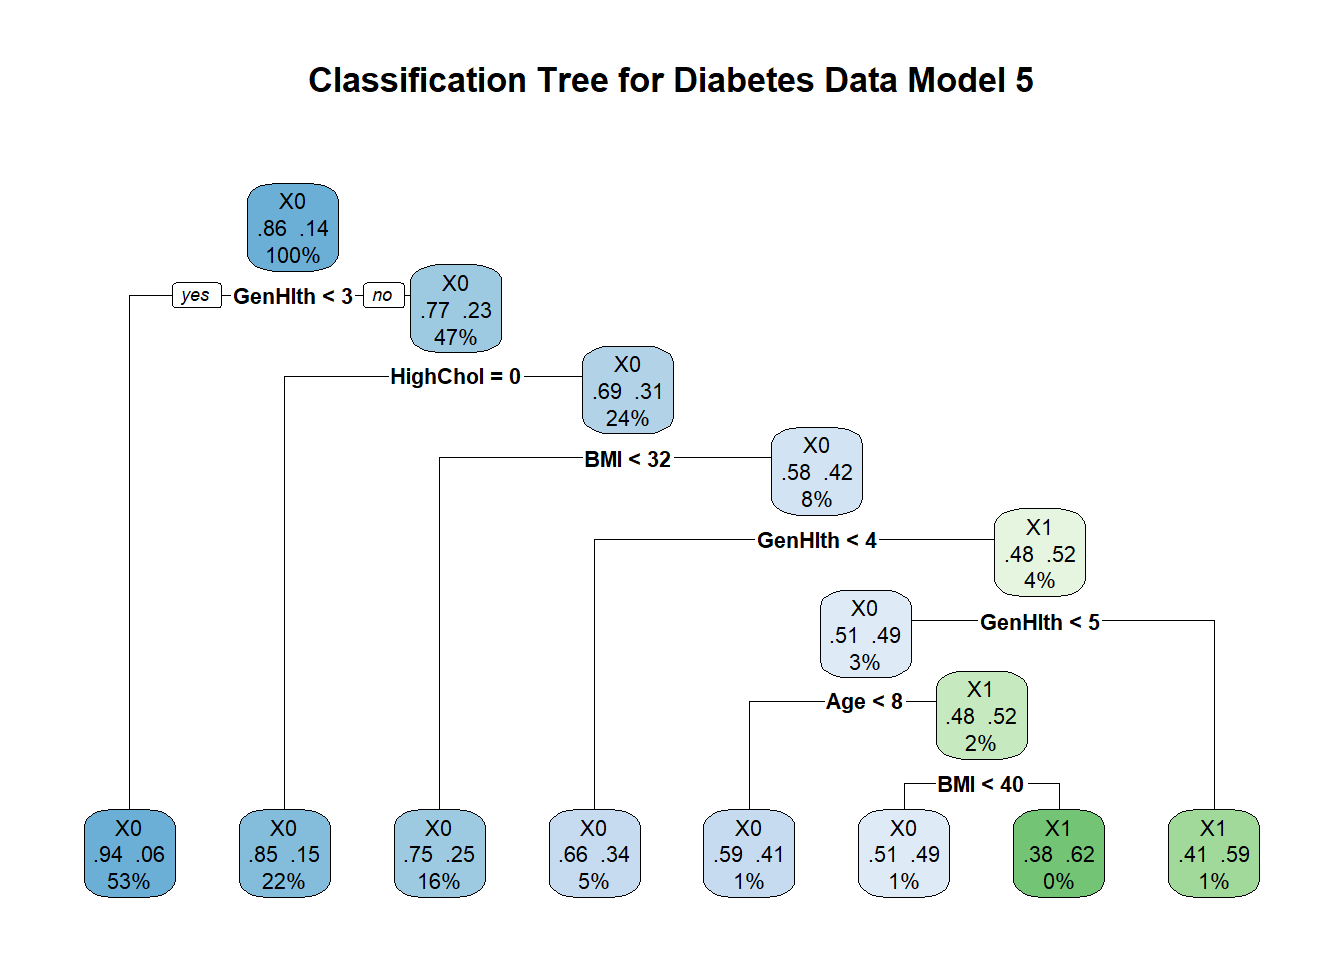 Classification Tree for Diabetes Data Model 5
X0
.86 .14
100%
yes
GenHlth < 3
no
X0
.77 .23
47%
HighChol = 0
X0
.69 .31
24%
BMI < 32
X0
.58 .42
8%
GenHlth < 4
X1
.48 .52
4%
GenHlth < 5
X0
.51 .49
3%
Age < 8
X1
.48 .52
2%
BMI < 40
X0
.94 .06
53%
X0
.85 .15
22%
X0
.75 .25
16%
X0
.66 .34
5%
X0
.59 .41
1%
X0
.51 .49
1%
X1
.38 .62
0%
X1
.41 .59
1%